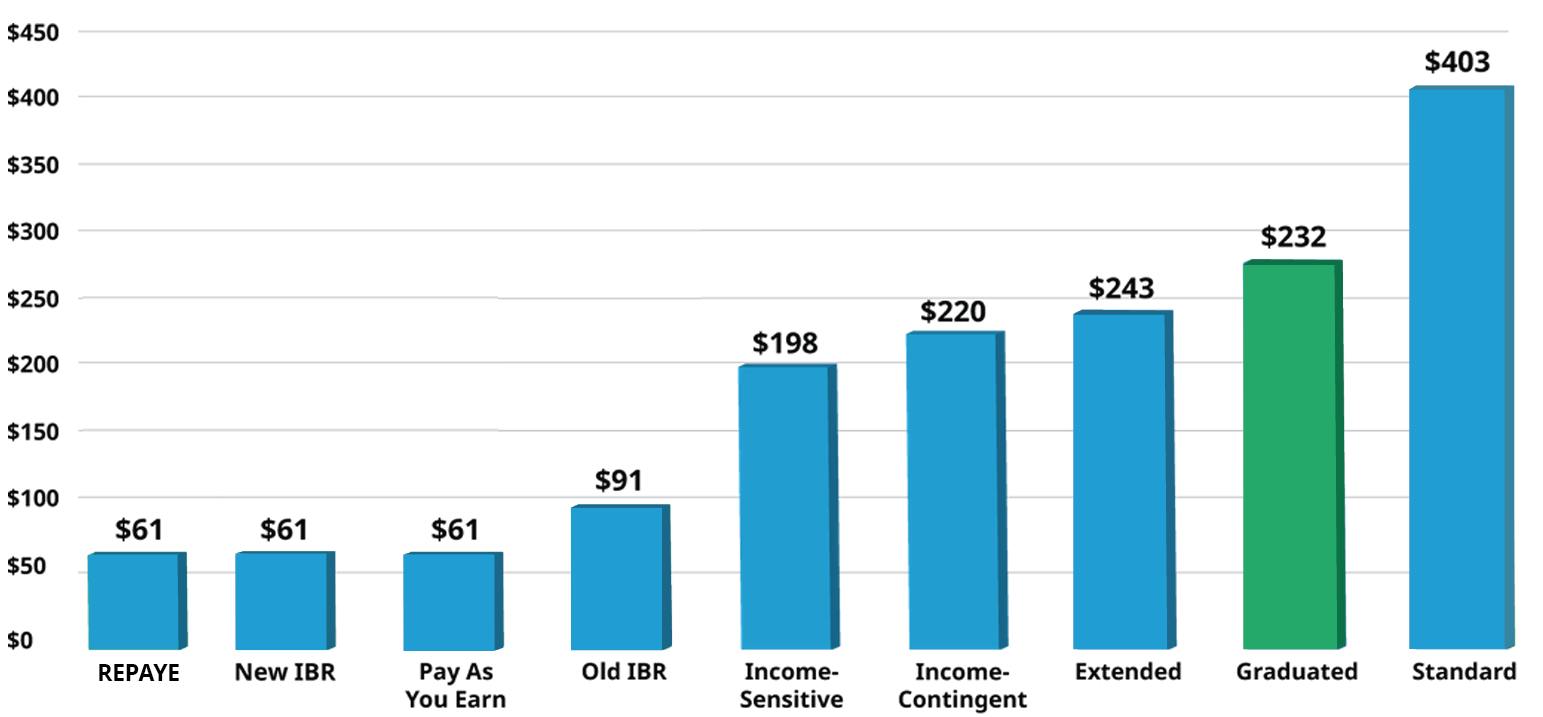 $450
$400
$350
$300
$250
$200
$150
$100
$50
$0
$61
$61
$61
$91
$198
$220
$243
$232
$403
REPAYE
New IBR
Pay As
You Earn
Old IBR
Income-
Sensitive
Income-
Contingent
Extended
Graduated
Standard